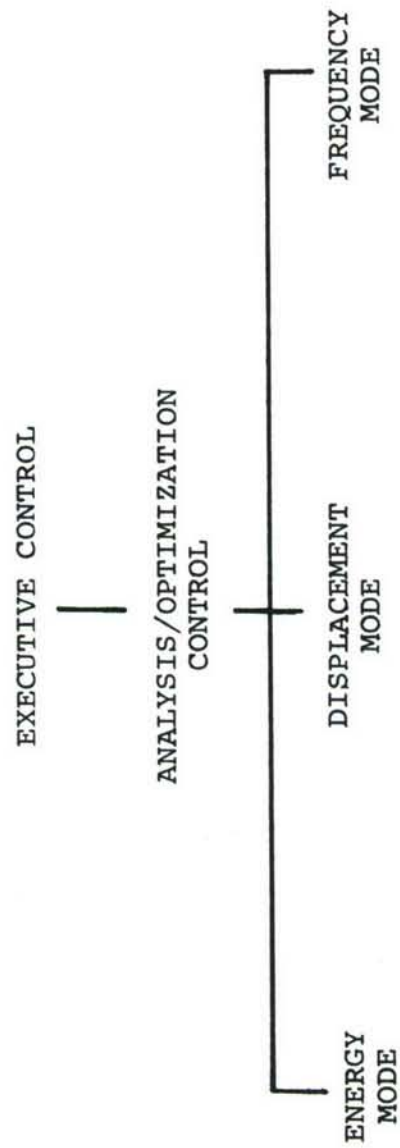 EXECUTIVE CONTROL
ANALYSIS/OPTIMIZATION
CONTROL
ENERGY
MODE
DISPLACEMENT
MODE
FREQUENCY
MODE